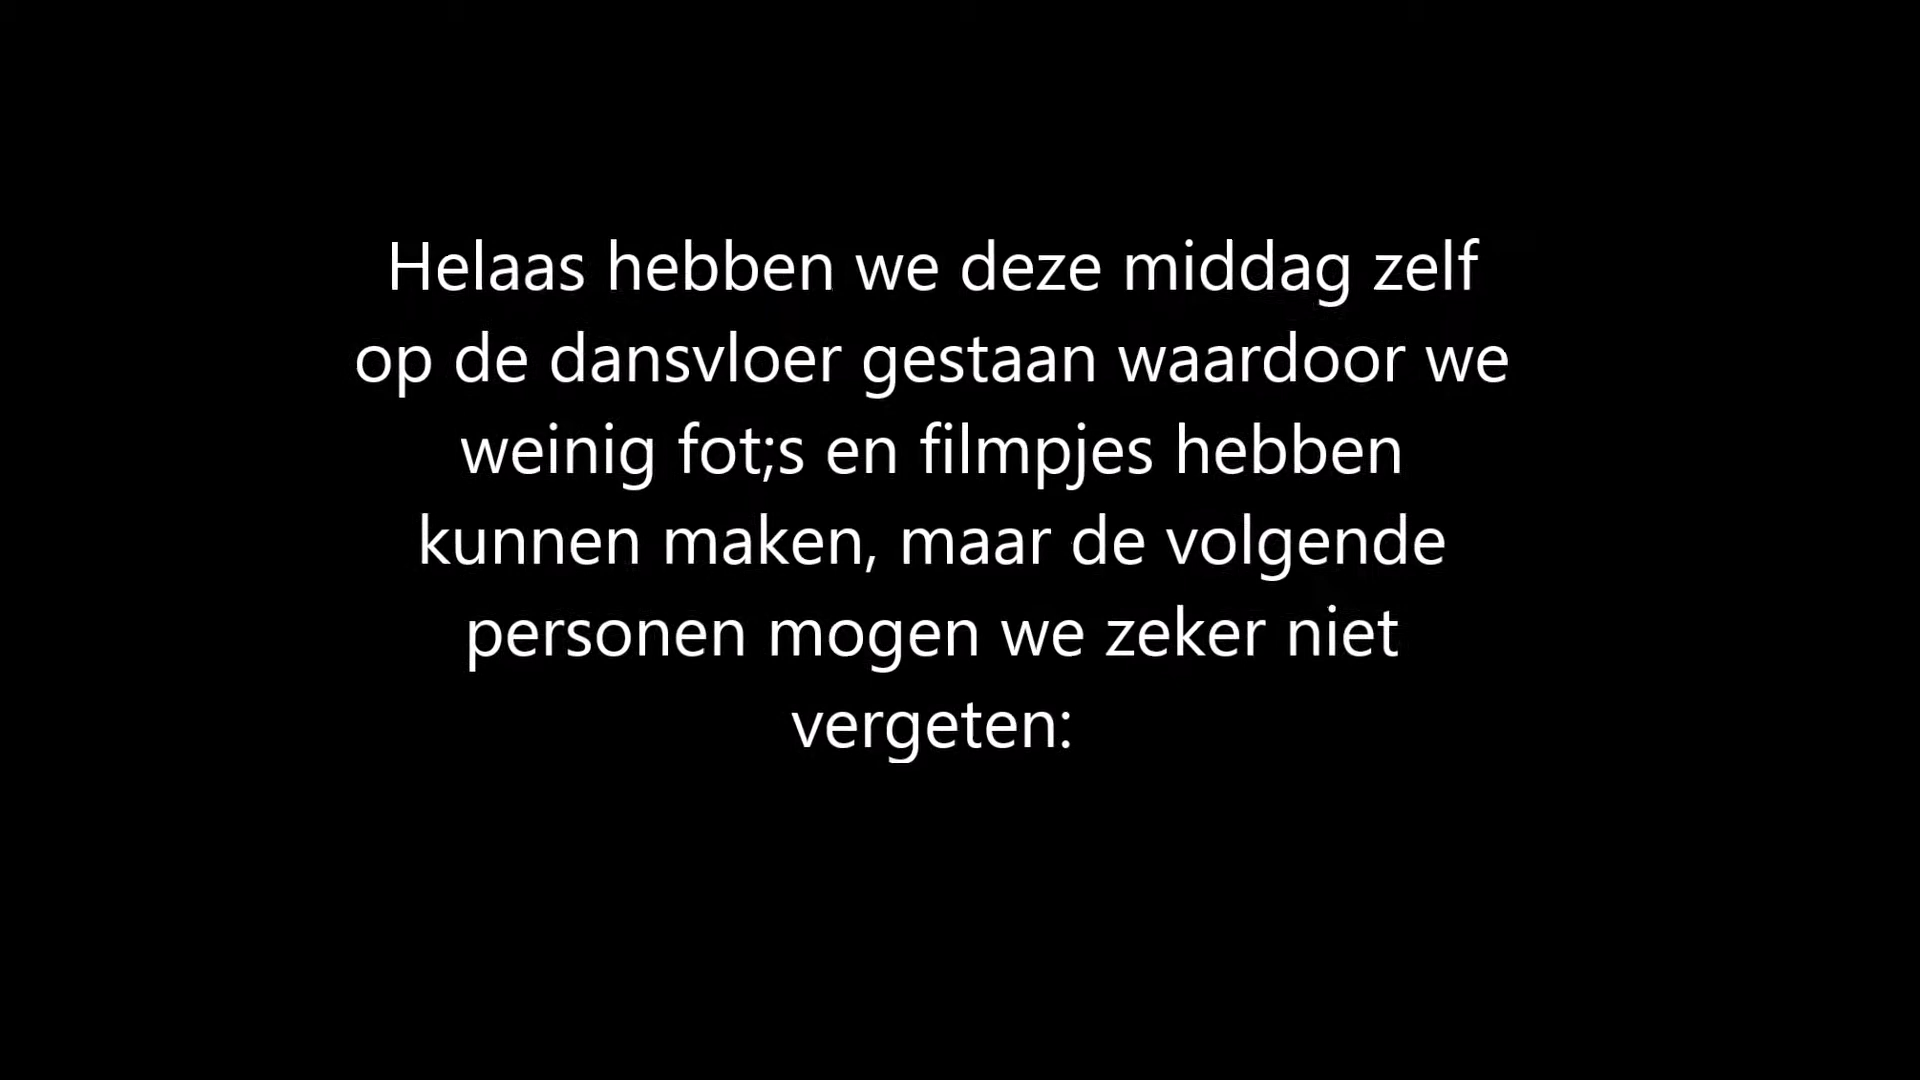 Helaas hebben we deze middag zelf
op de dansvloer gestaan waardoor we
weinig fot;s en filmpjes hebben
kunnen maken, maar de volgende
personen mogen we zeker niet
vergeten: